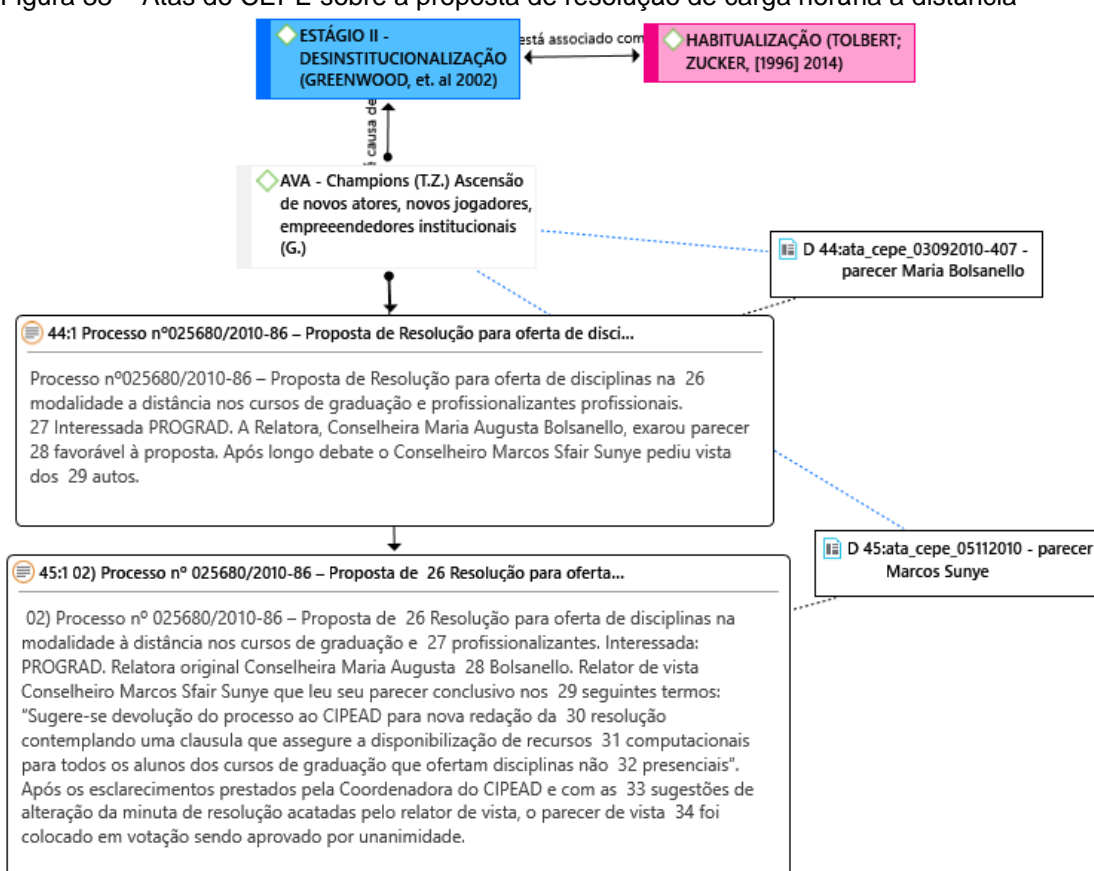 Figura 68 – Atas do CEPE sobre a proposta de resolução de carga horária a distância
ESTÁGIO II -
DESINSTITUCIONALIZAÇÃO
(GREENWOOD, et. al 2002)
está associado com
HABITUALIZAÇÃO (TOLBERT;
ZUCKER, [1996] 2014)
causa de
AVA - Champions (T.Z.) Ascensão
de novos atores, novos jogadores,
empreeendedores institucionais
(G.)
D 44:ata_cepe_03092010-407 -
parecer Maria Bolsanello
44:1 Processo nº025680/2010-86 – Proposta de Resolução para oferta de disci...
Processo nº025680/2010-86 – Proposta de Resolução para oferta de disciplinas na 26
modalidade a distância nos cursos de graduação e profissionalizantes profissionais.
27 Interessada PROGRAD. A Relatora, Conselheira Maria Augusta Bolsanello, exarou parecer
28 favorável à proposta. Após longo debate o Conselheiro Marcos Sfair Sunye pediu vista
dos 29 autos.
D 45:ata_cepe_05112010 - parecer
Marcos Sunye
45:1 02) Processo nº 025680/2010-86 – Proposta de 26 Resolução para oferta...
02) Processo nº 025680/2010-86 – Proposta de 26 Resolução para oferta de disciplinas na
modalidade à distância nos cursos de graduação e 27 profissionalizantes. Interessada:
PROGRAD. Relatora original Conselheira Maria Augusta 28 Bolsanello. Relator de vista
Conselheiro Marcos Sfair Sunye que leu seu parecer conclusivo nos 29 seguintes termos:
"Sugere-se devolução do processo ao CIPEAD para nova redação da 30 resolução
contemplando uma clausula que assegure a disponibilização de recursos 31 computacionais
para todos os alunos dos cursos de graduação que ofertam disciplinas não 32 presenciais".
Após os esclarecimentos prestados pela Coordenadora do CIPEAD e com as 33 sugestões de
alteração da minuta de resolução acatadas pelo relator de vista, o parecer de vista 34 foi
colocado em votação sendo aprovado por unanimidade.